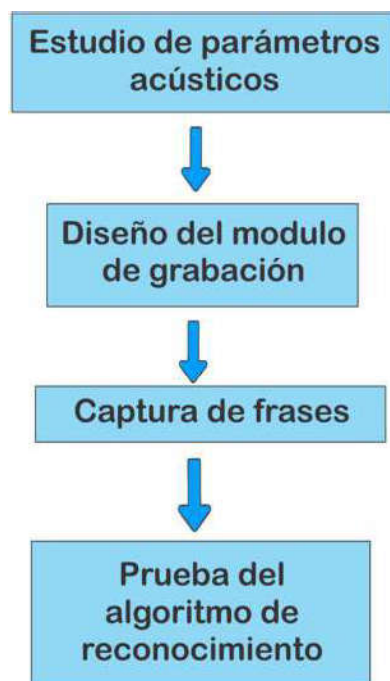 Estudio de parámetros
acústicos
Diseño del modulo
de grabación
Captura de frases
Prueba del
algoritmo de
reconocimiento